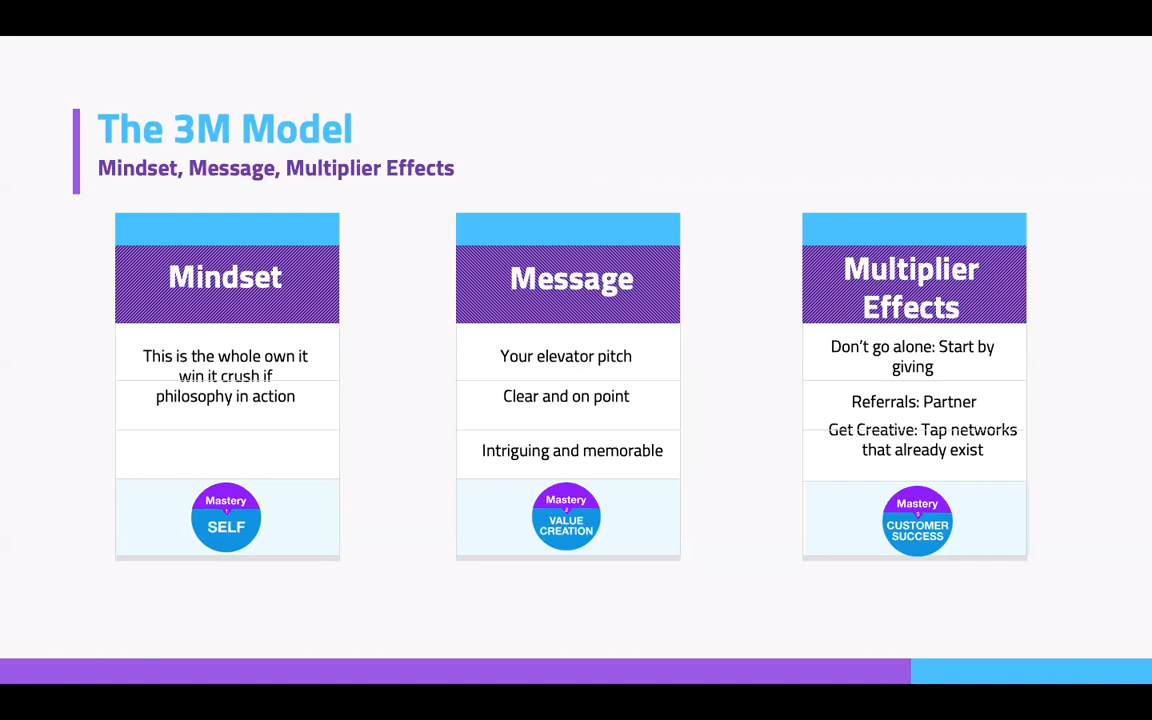 The 3M Model
Mindset, Message, Multiplier Effects
Mindset
This is the whole own it
win it crush if
philosophy in action
Mastery
1
SELF
Message
Your elevator pitch
Clear and on point
Intriguing and memorable
Mastery
2
VALUE
CREATION
Multiplier
Effects
Don't go alone: Start by
giving
Referrals: Partner
Get Creative: Tap networks
that already exist
Mastery
3
CUSTOMER
SUCCESS